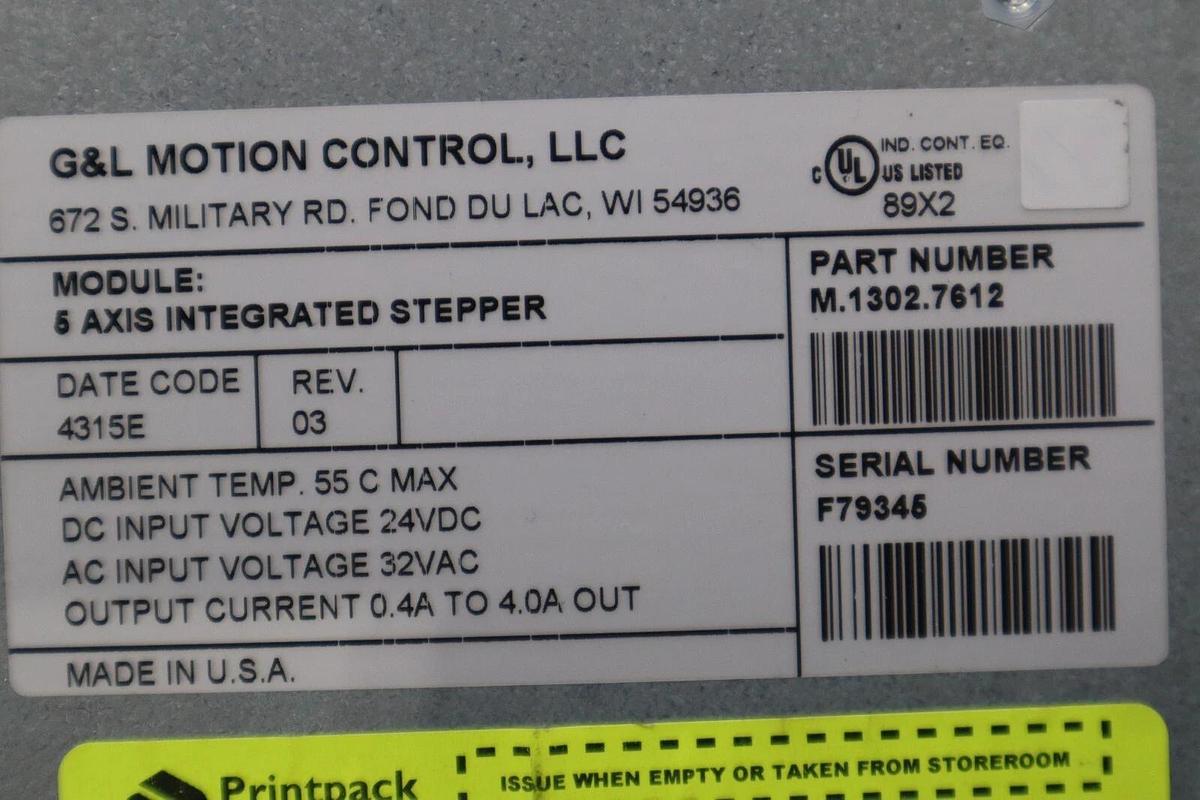 G&L MOTION CONTROL, LLC
672 S. MILITARY RD. FOND DU LAC, WI 54936
C UL US LISTED
IND. CONT. EQ.
89X2
MODULE:
5 AXIS INTEGRATED STEPPER
PART NUMBER
M.1302.7612
DATE CODE
4315E
REV.
03
SERIAL NUMBER
F79345
AMBIENT TEMP. 55 C MAX
DC INPUT VOLTAGE 24VDC
AC INPUT VOLTAGE 32VAC
OUTPUT CURRENT 0.4A TO 4.0A OUT
MADE IN U.S.A.
Printpack
ISSUE WHEN EMPTY OR TAKEN FROM STOREROOM